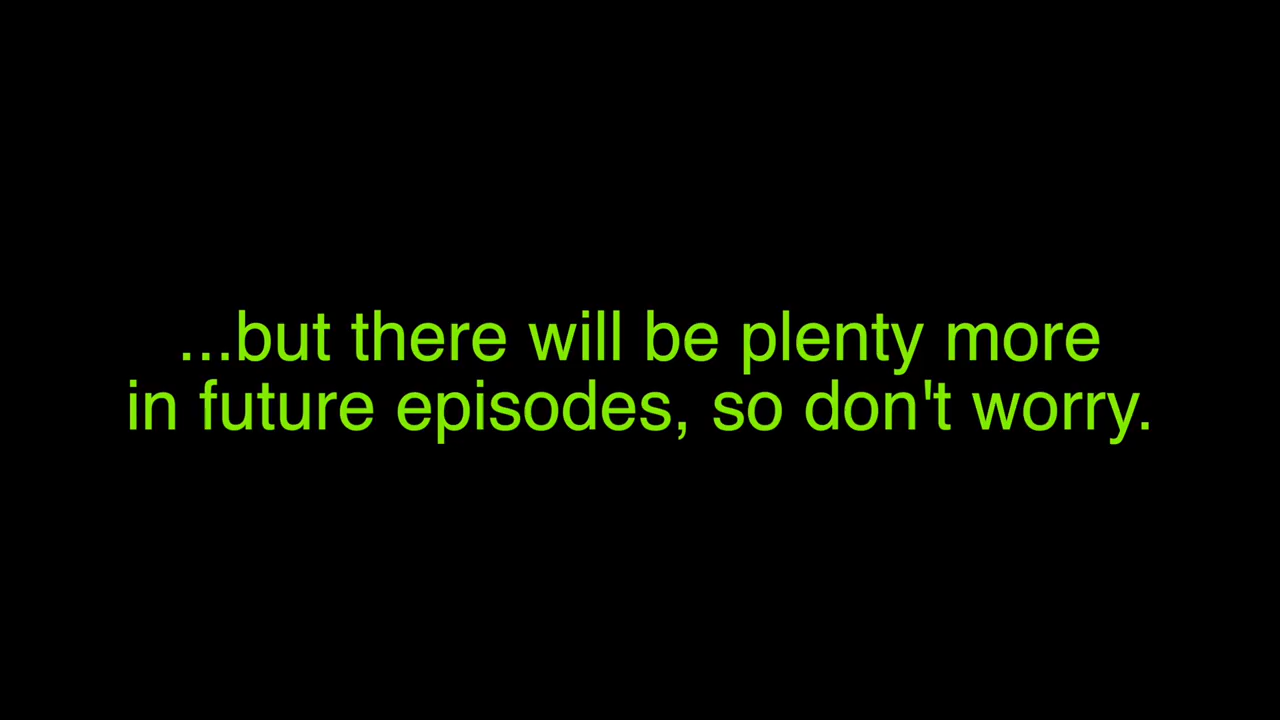 ...but there will be plenty more
in future episodes, so don't worry.